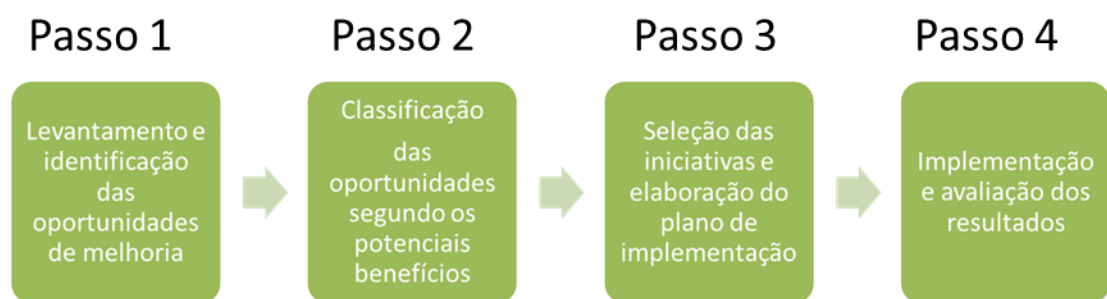 Passo 1
Passo 2
Passo 3
Passo 4
Levantamento e
identificação
das
oportunidades
de melhoria
Classificação
das
oportunidades
segundo os
potenciais
benefícios
Seleção das
iniciativas e
elaboração do
plano de
implementação
Implementação
e avaliação dos
resultados